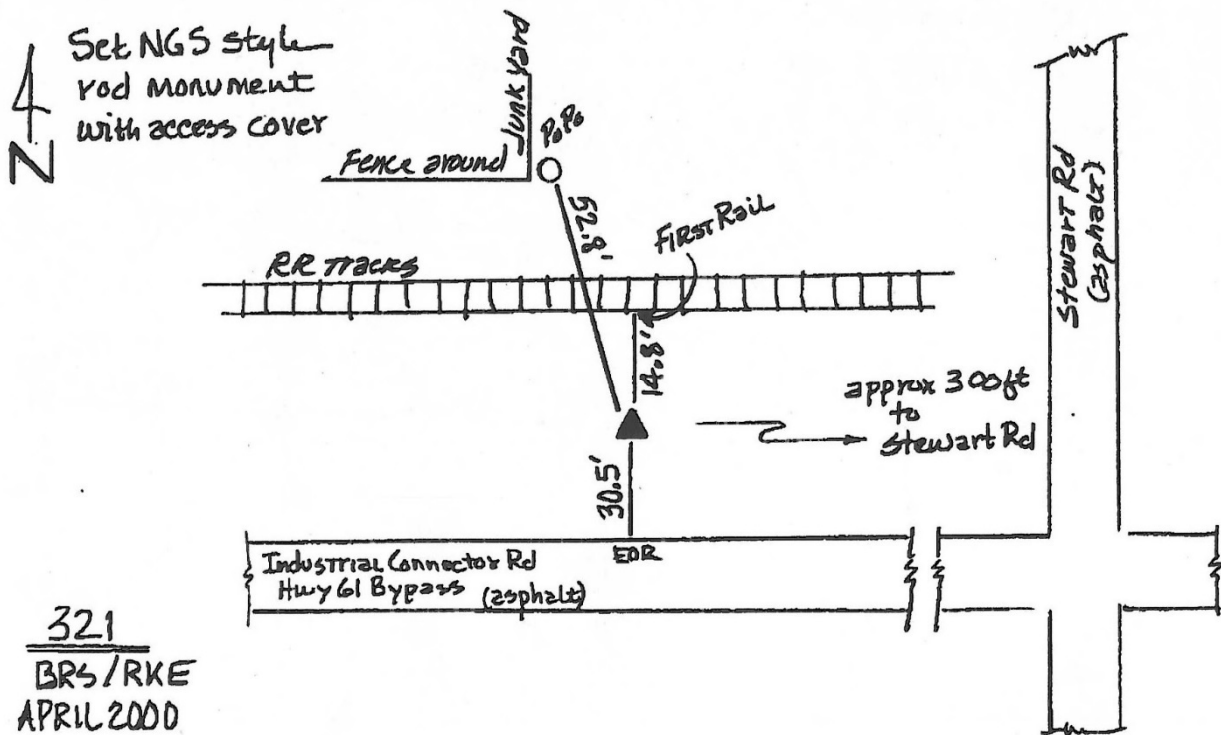 Set NGS style
rod monument
with access cover
N
Junk yard
Fence around
PoPo
52.8'
FIRST Rail
RR Tracks
14.8'
approx 300ft
to
Stewart Rd
30.5'
Stewart Rd
(asphalt)
EOR
Industrial Connector Rd
Hwy 61 Bypass (asphalt)
321
BRS/RKE
APRIL 2000